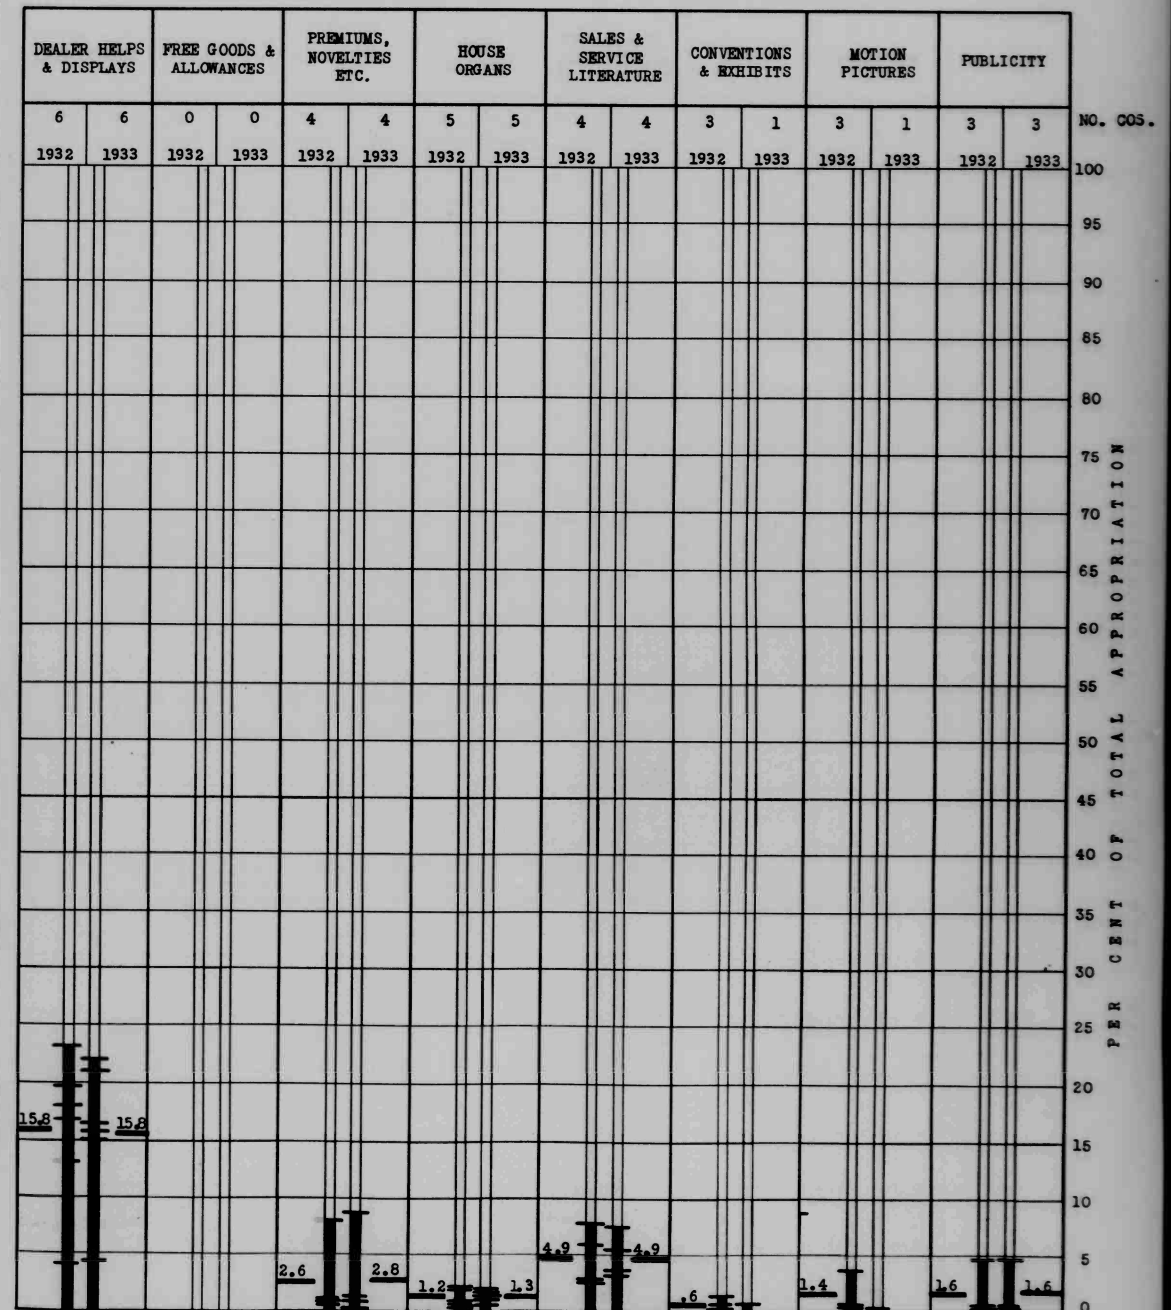 DEALER HELPS
& DISPLAYS
FREE GOODS &
ALLOWANCES
PREMIUMS,
NOVELTIES
ETC.
HOUSE
ORGANS
SALES &
SERVICE
LITERATURE
CONVENTIONS
& EXHIBITS
MOTION
PICTURES
PUBLICITY
6 6 0 0 4 4 5 5 4 4 3 1 3 1 3 3 NO. COS.
1932 1933 1932 1933 1932 1933 1932 1933 1932 1933 1932 1933 1932 1933 1932 1933
100
95
90
85
80
75
70
65
60
55
50
45
40
35
30
25
20
15
10
5
0
PER CENT OF TOTAL APPROPRIATION
15.8 15.8
2.6 2.8
1.2 1.3
4.9 4.9
.6
1.4
1.6 1.6